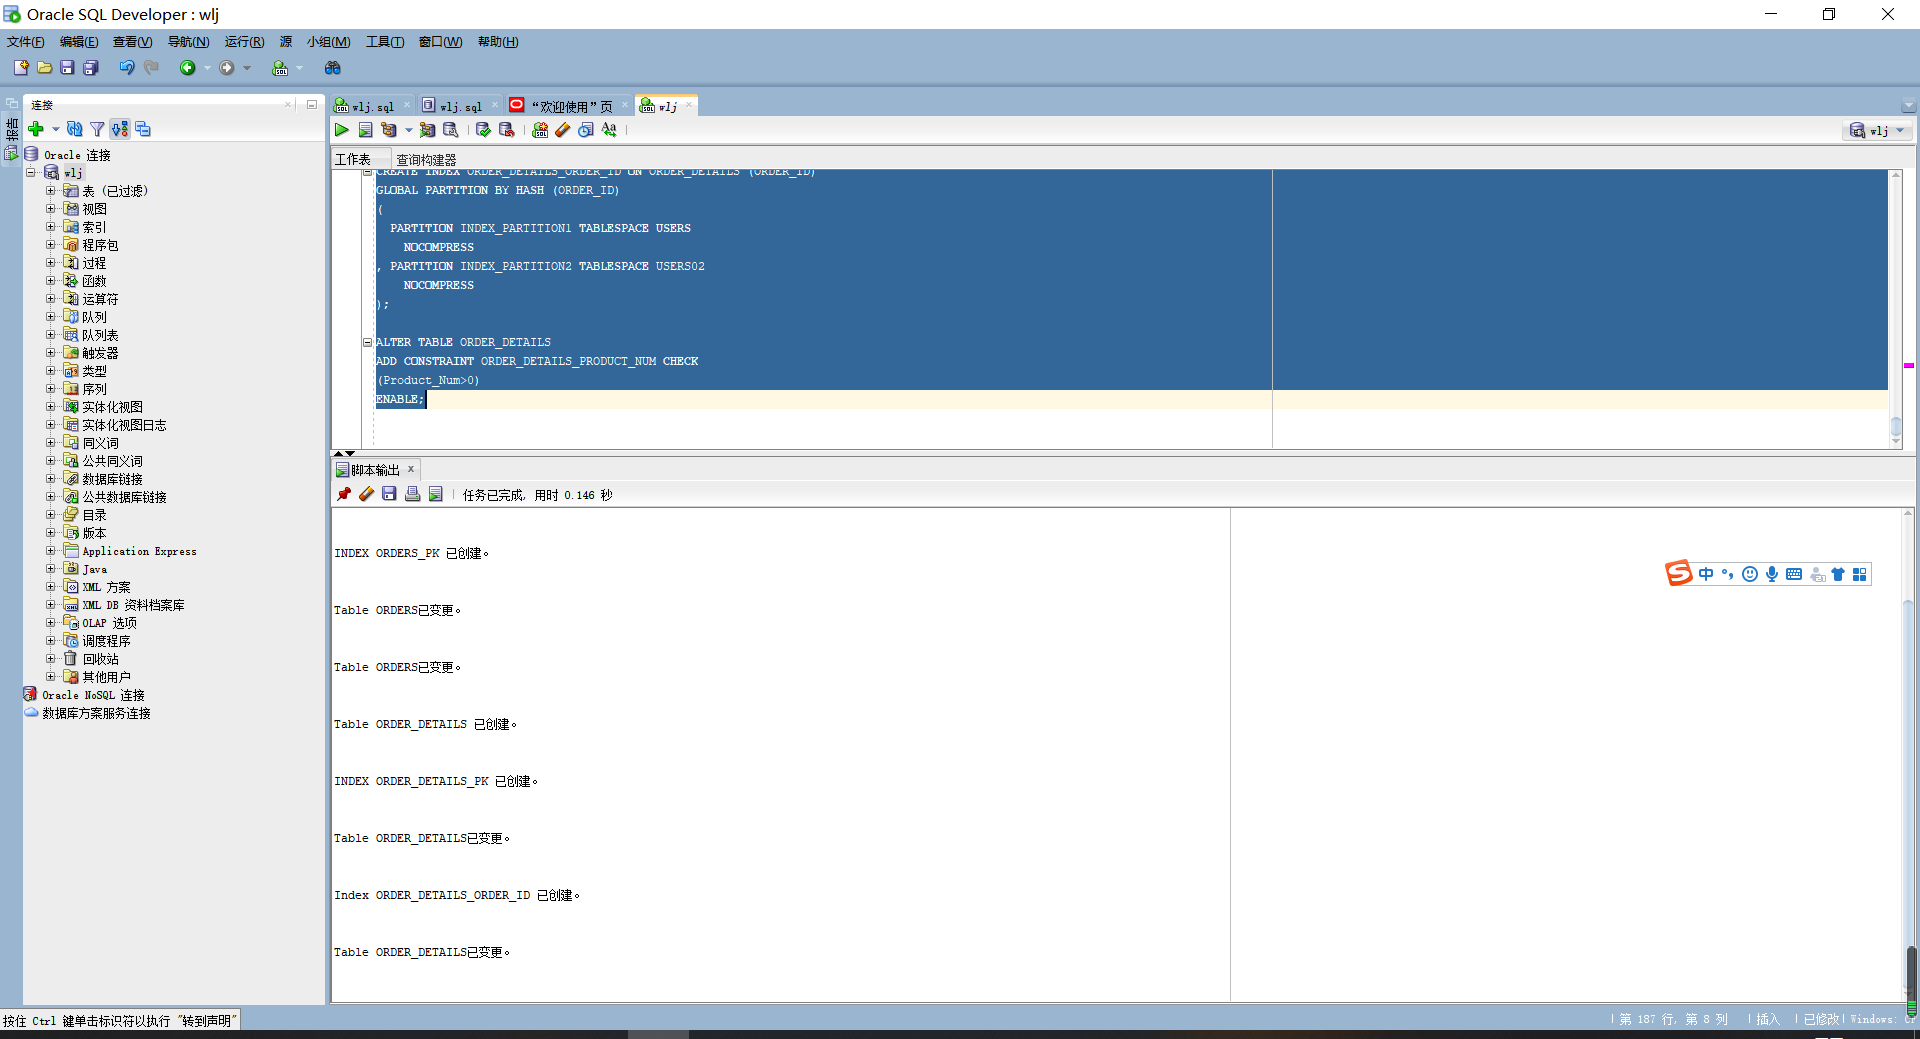 Oracle SQL Developer : wlj
文件(F) 编辑(E) 查看(V) 导航(N) 运行(R) 源 小组(M) 工具(T) 窗口(W) 帮助(H)
连接
报告
Oracle 连接
wlj
表 (已过滤)
视图
索引
程序包
过程
函数
运算符
队列
队列表
触发器
类型
序列
实体化视图
实体化视图日志
同义词
公共同义词
数据库链接
公共数据库链接
目录
版本
Application Express
Java
XML 方案
XML DB 资料档案库
OLAP 选项
调度程序
回收站
其他用户
Oracle NoSQL 连接
数据库方案服务连接
wlj.sql wlj.sql “欢迎使用”页 wlj
wlj
工作表 查询构建器
CREATE INDEX ORDER_DETAILS_ORDER_ID ON ORDER_DETAILS (ORDER_ID)
GLOBAL PARTITION BY HASH (ORDER_ID)
(
PARTITION INDEX_PARTITION1 TABLESPACE USERS
NOCOMPRESS
, PARTITION INDEX_PARTITION2 TABLESPACE USERS02
NOCOMPRESS
);
ALTER TABLE ORDER_DETAILS
ADD CONSTRAINT ORDER_DETAILS_PRODUCT_NUM CHECK
(Product_Num>0)
ENABLE;
脚本输出
任务已完成, 用时 0.146 秒
INDEX ORDERS_PK 已创建。
Table ORDERS已变更。
Table ORDERS已变更。
Table ORDER_DETAILS 已创建。
INDEX ORDER_DETAILS_PK 已创建。
Table ORDER_DETAILS已变更。
Index ORDER_DETAILS_ORDER_ID 已创建。
Table ORDER_DETAILS已变更。
中
按住 Ctrl 键单击标识符以执行 "转到声明"
第 187 行, 第 8 列 插入 已修改 Windows: